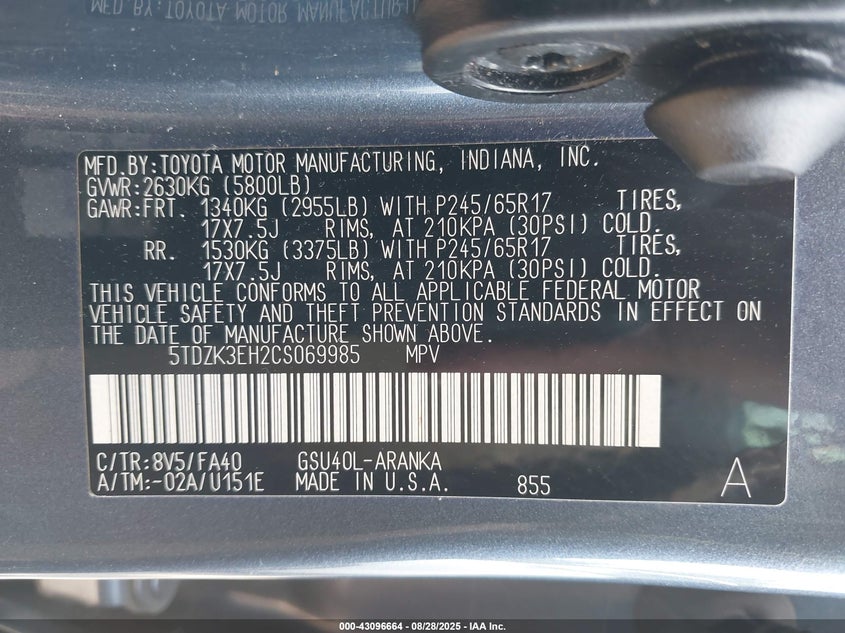 MFD.BY:TOYOTA MOTOR MANUFACTURING, INDIANA, INC.
GVWR:2630KG (5800LB)
GAWR:FRT. 1340KG (2955LB) WITH P245/65R17 TIRES,
17X7.5J RIMS, AT 210KPA (30PSI) COLD.
RR. 1530KG (3375LB) WITH P245/65R17 TIRES,
17X7.5J RIMS, AT 210KPA (30PSI) COLD.
THIS VEHICLE CONFORMS TO ALL APPLICABLE FEDERAL MOTOR
VEHICLE SAFETY AND THEFT PREVENTION STANDARDS IN EFFECT ON
THE DATE OF MANUFACTURE SHOWN ABOVE.
5TDZK3EH2CS069985 MPV
C/TR:8V5/FA40 GSU40L-ARANKA
A/TM:-02A/U151E MADE IN U.S.A. 855 A
000-43096664 - 08/28/2025 - IAA Inc.